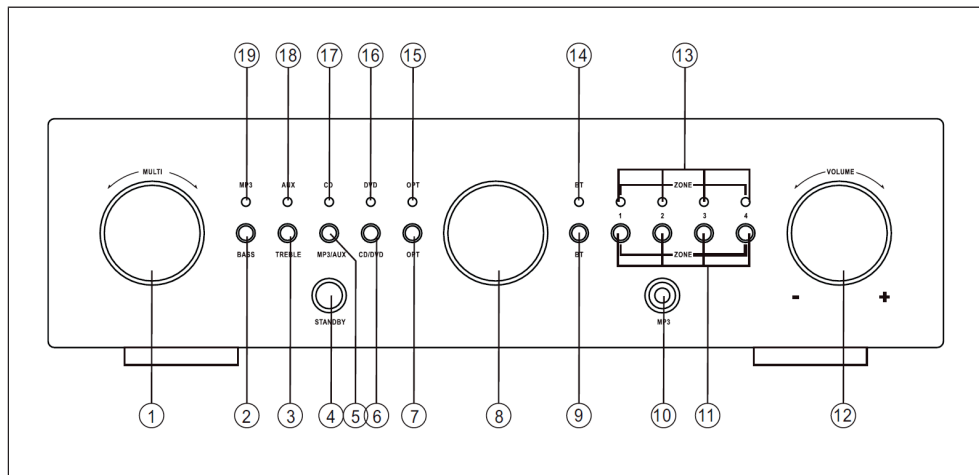 19 18 17 16 15 14 13
MULTI VOLUME
MP3 AUX CD DVD OPT BT ZONE
1 2 3 4
BASS TREBLE MP3/AUX CD/DVD OPT BT ZONE
- +
STANDBY MP3
1 2 3 4 5 6 7 8 9 10 11 12